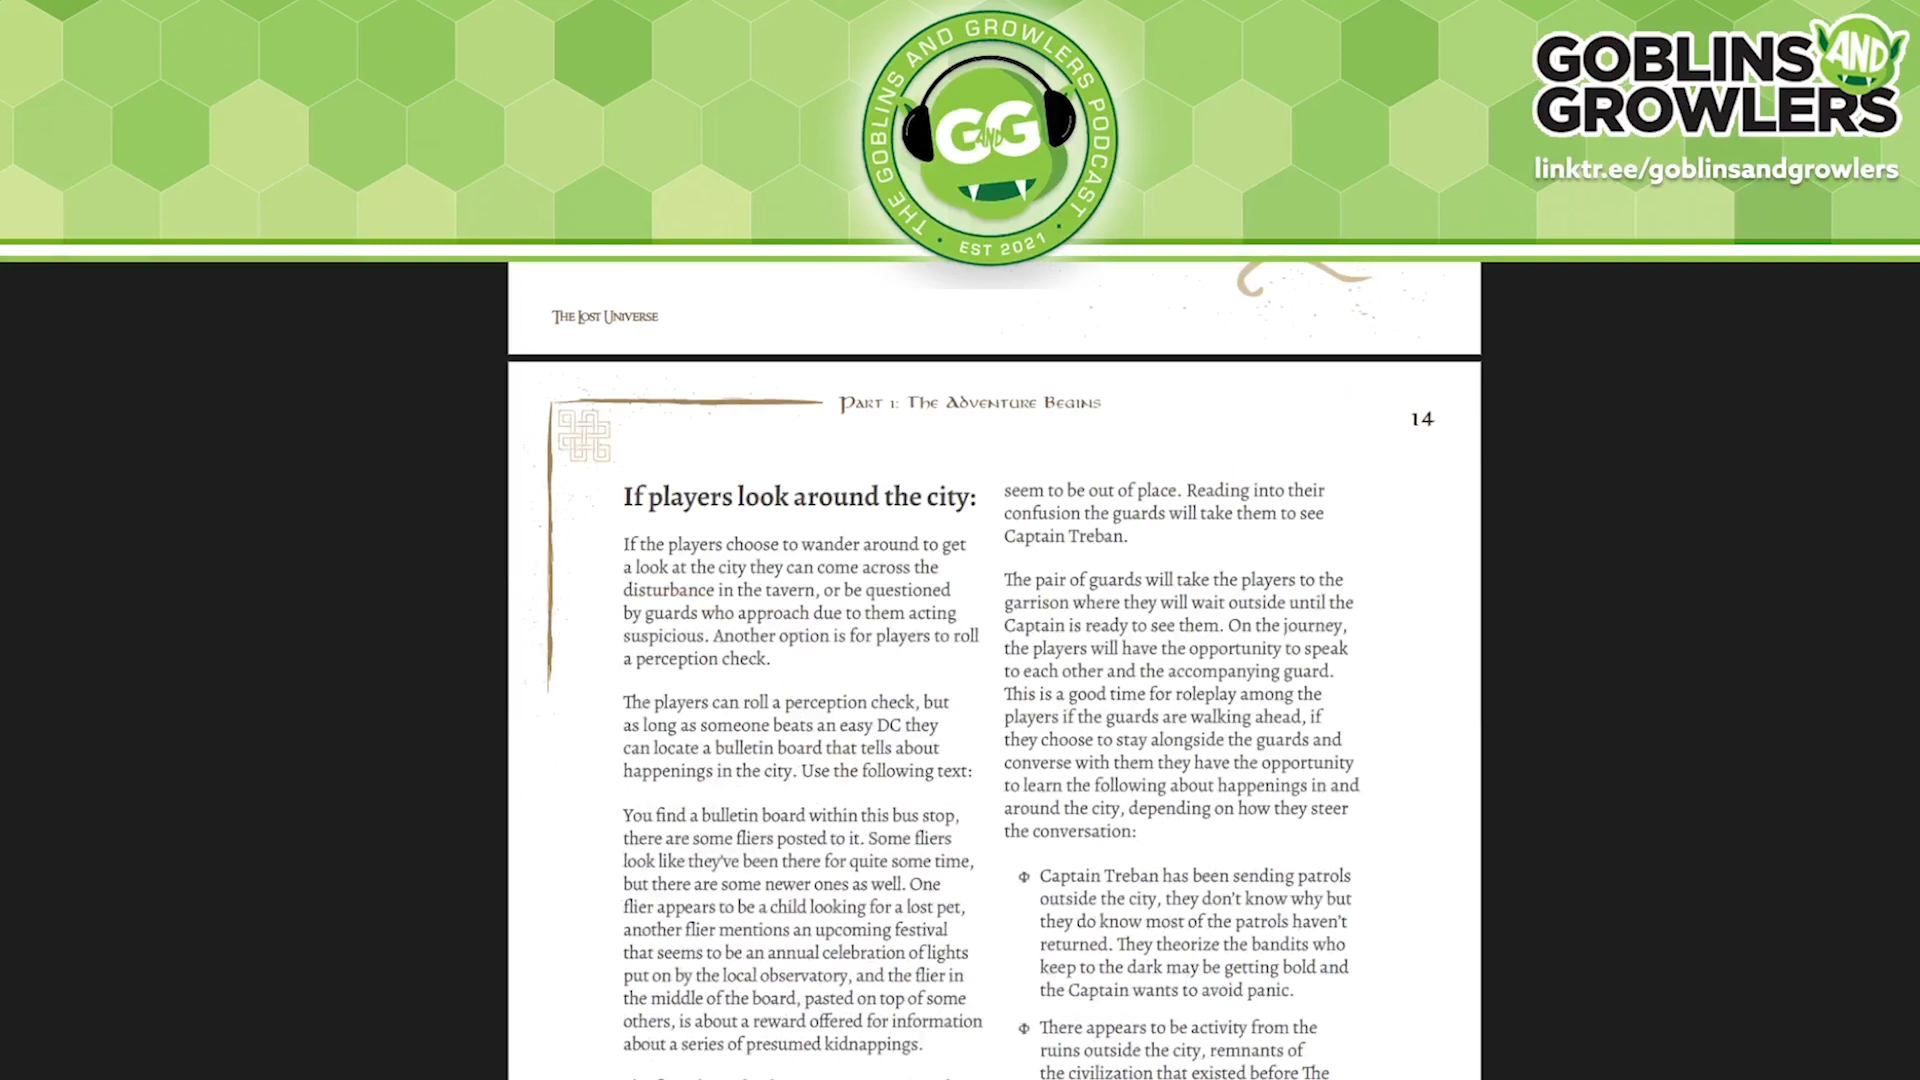 THE GOBLINS AND GROWLERS PODCAST
G AND G
EST 2021
GOBLINS AND
GROWLERS
linktr.ee/goblinsandgrowlers
The Lost Universe
Part 1: The Adventure Begins
14
If players look around the city:
If the players choose to wander around to get
a look at the city they can come across the
disturbance in the tavern, or be questioned
by guards who approach due to them acting
suspicious. Another option is for players to roll
a perception check.
The players can roll a perception check, but
as long as someone beats an easy DC they
can locate a bulletin board that tells about
happenings in the city. Use the following text:
You find a bulletin board within this bus stop,
there are some fliers posted to it. Some fliers
look like they've been there for quite some time,
but there are some newer ones as well. One
flier appears to be a child looking for a lost pet,
another flier mentions an upcoming festival
that seems to be an annual celebration of lights
put on by the local observatory, and the flier in
the middle of the board, pasted on top of some
others, is about a reward offered for information
about a series of presumed kidnappings.
seem to be out of place. Reading into their
confusion the guards will take them to see
Captain Treban.
The pair of guards will take the players to the
garrison where they will wait outside until the
Captain is ready to see them. On the journey,
the players will have the opportunity to speak
to each other and the accompanying guard.
This is a good time for roleplay among the
players if the guards are walking ahead, if
they choose to stay alongside the guards and
converse with them they have the opportunity
to learn the following about happenings in and
around the city, depending on how they steer
the conversation:
Captain Treban has been sending patrols
outside the city, they don't know why but
they do know most of the patrols haven't
returned. They theorize the bandits who
keep to the dark may be getting bold and
the Captain wants to avoid panic.
There appears to be activity from the
ruins outside the city, remnants of
the civilization that existed before The